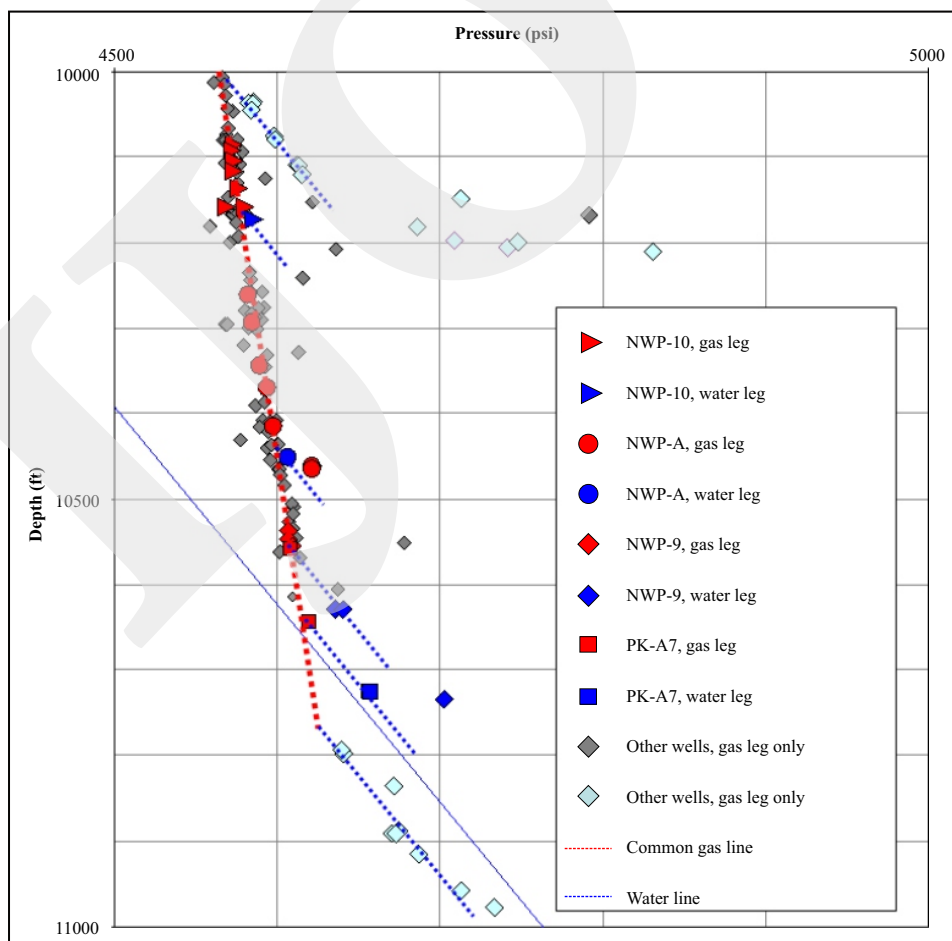 Pressure (psi)
4500
5000
10000
10500
11000
Depth (ft)
NWP-10, gas leg
NWP-10, water leg
NWP-A, gas leg
NWP-A, water leg
NWP-9, gas leg
NWP-9, water leg
PK-A7, gas leg
PK-A7, water leg
Other wells, gas leg only
Other wells, gas leg only
Common gas line
Water line